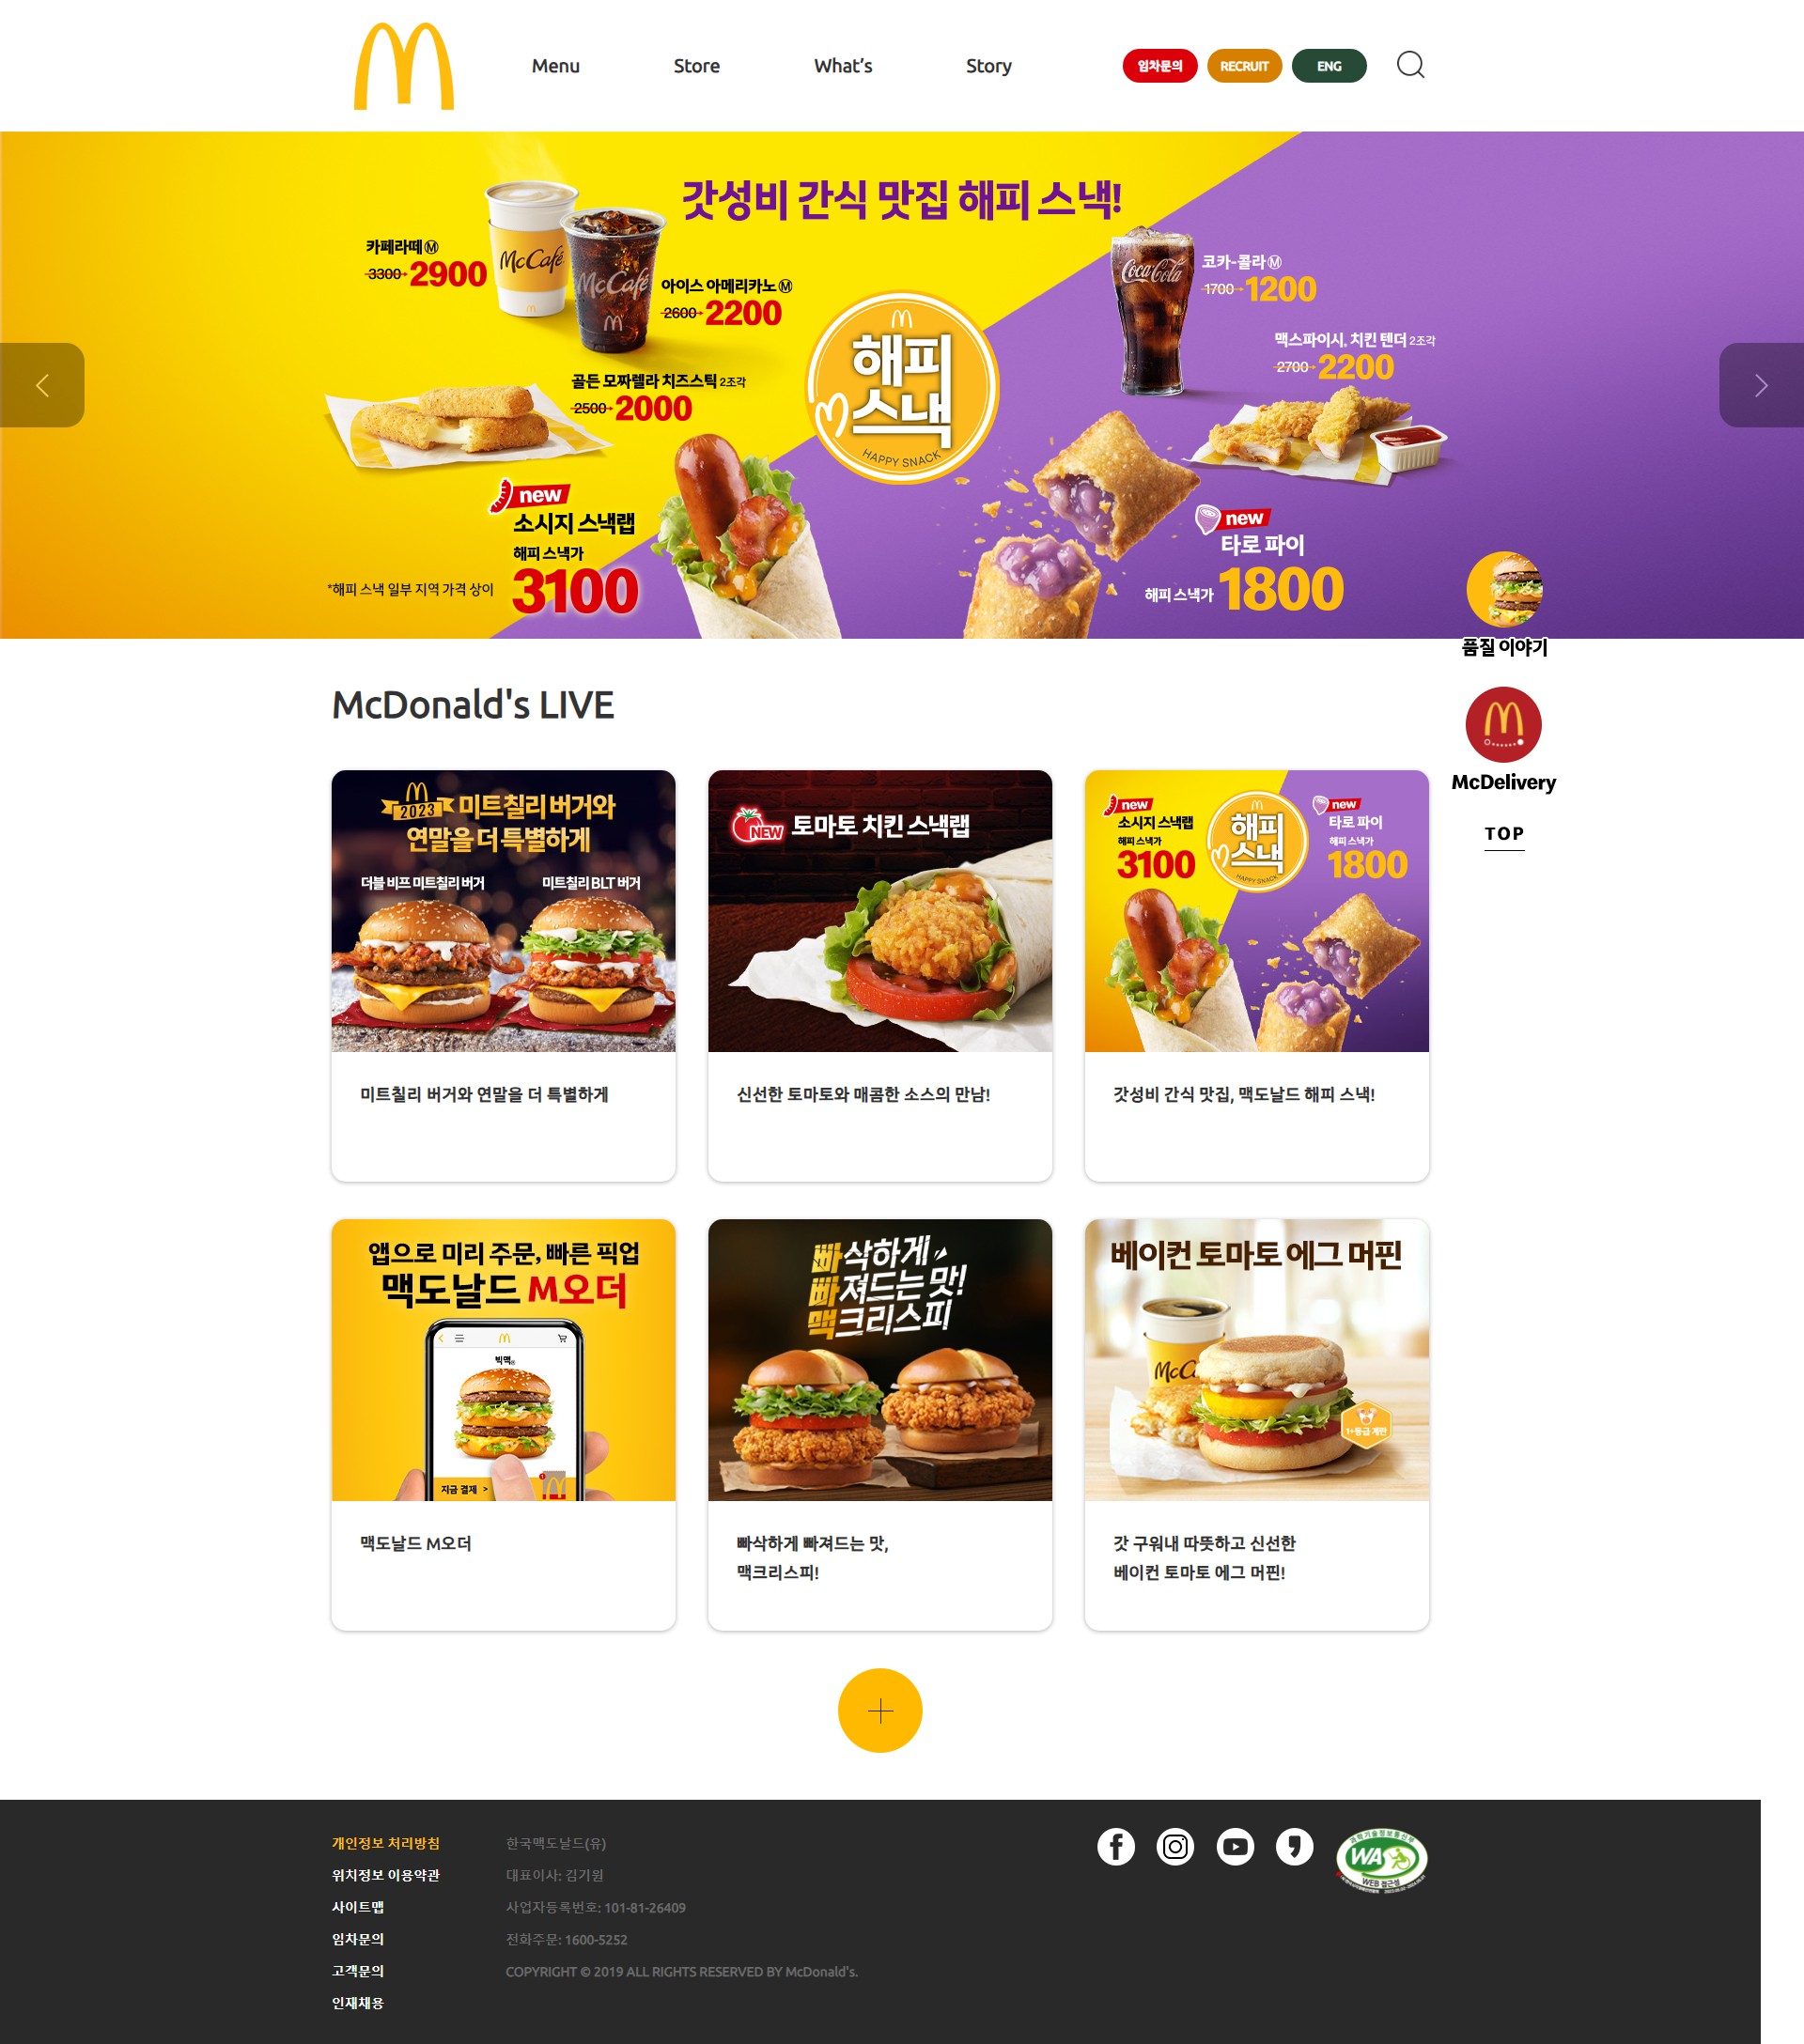 Menu
Store
What’s
Story
임차문의
RECRUIT
ENG
갓성비 간식 맛집 해피 스낵!
카페라떼 M
3300 2900
McCafé
McCafé
아이스 아메리카노 M
2600 2200
Coca-Cola
코카-콜라 M
1700 1200
맥스파이시® 치킨 텐더 2조각
2700 2200
골든 모짜렐라 치즈스틱 2조각
2500 2000
해피
스낵
HAPPY SNACK
new
소시지 스낵랩
해피 스낵가
3100
*해피 스낵 일부 지역 가격 상이
new
타로 파이
해피 스낵가 1800
품질 이야기
McDelivery
TOP
McDonald's LIVE
2023 미트칠리 버거와
연말을 더 특별하게
더블 비프 미트칠리 버거
미트칠리 BLT 버거
미트칠리 버거와 연말을 더 특별하게
NEW 토마토 치킨 스낵랩
신선한 토마토와 매콤한 소스의 만남!
new
소시지 스낵랩
해피 스낵가
3100
해피
스낵
HAPPY SNACK
new
타로 파이
해피 스낵가
1800
갓성비 간식 맛집, 맥도날드 해피 스낵!
앱으로 미리 주문, 빠른 픽업
맥도날드 M오더
빅맥®
지금 결제 >
맥도날드 M오더
빠삭하게
빠져드는 맛!
맥크리스피
빠삭하게 빠져드는 맛,
맥크리스피!
베이컨 토마토 에그 머핀
McC
1+등급 계란
갓 구워내 따뜻하고 신선한
베이컨 토마토 에그 머핀!
개인정보 처리방침
위치정보 이용약관
사이트맵
임차문의
고객문의
인재채용
한국맥도날드(유)
대표이사: 김기원
사업자등록번호: 101-81-26409
전화주문: 1600-5252
COPYRIGHT © 2019 ALL RIGHTS RESERVED BY McDonald's.
과학기술정보통신부
WA
WEB 접근성